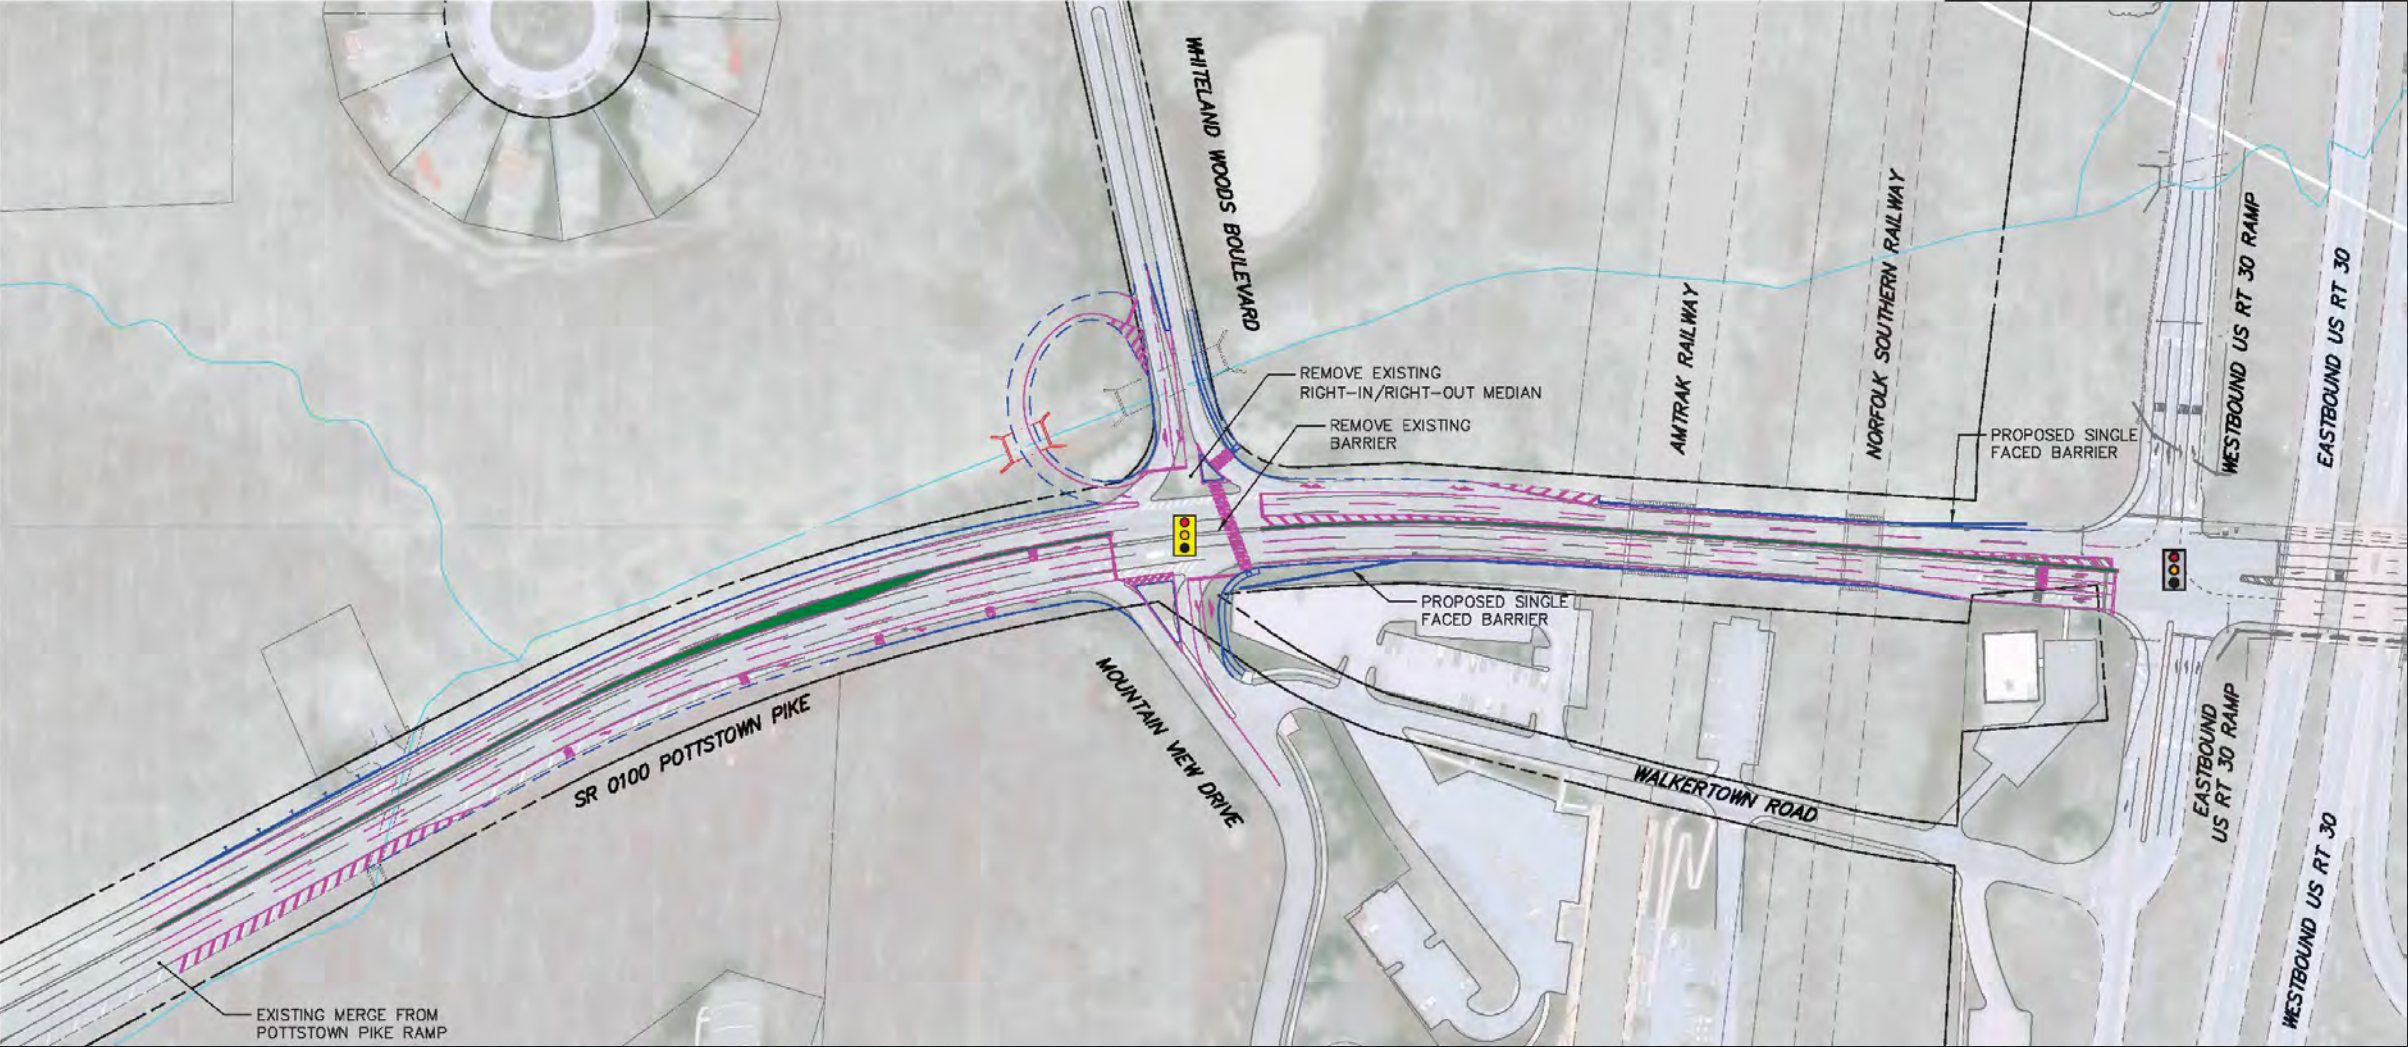 WHITELAND WOODS BOULEVARD
REMOVE EXISTING
RIGHT-IN/RIGHT-OUT MEDIAN
REMOVE EXISTING
BARRIER
AMTRAK RAILWAY
NORFOLK SOUTHERN RAILWAY
PROPOSED SINGLE
FACED BARRIER
WESTBOUND US RT 30 RAMP
EASTBOUND US RT 30
PROPOSED SINGLE
FACED BARRIER
SR 0100 POTTSTOWN PIKE
MOUNTAIN VIEW DRIVE
WALKERTOWN ROAD
EASTBOUND
US RT 30 RAMP
WESTBOUND US RT 30
EXISTING MERGE FROM
POTTSTOWN PIKE RAMP